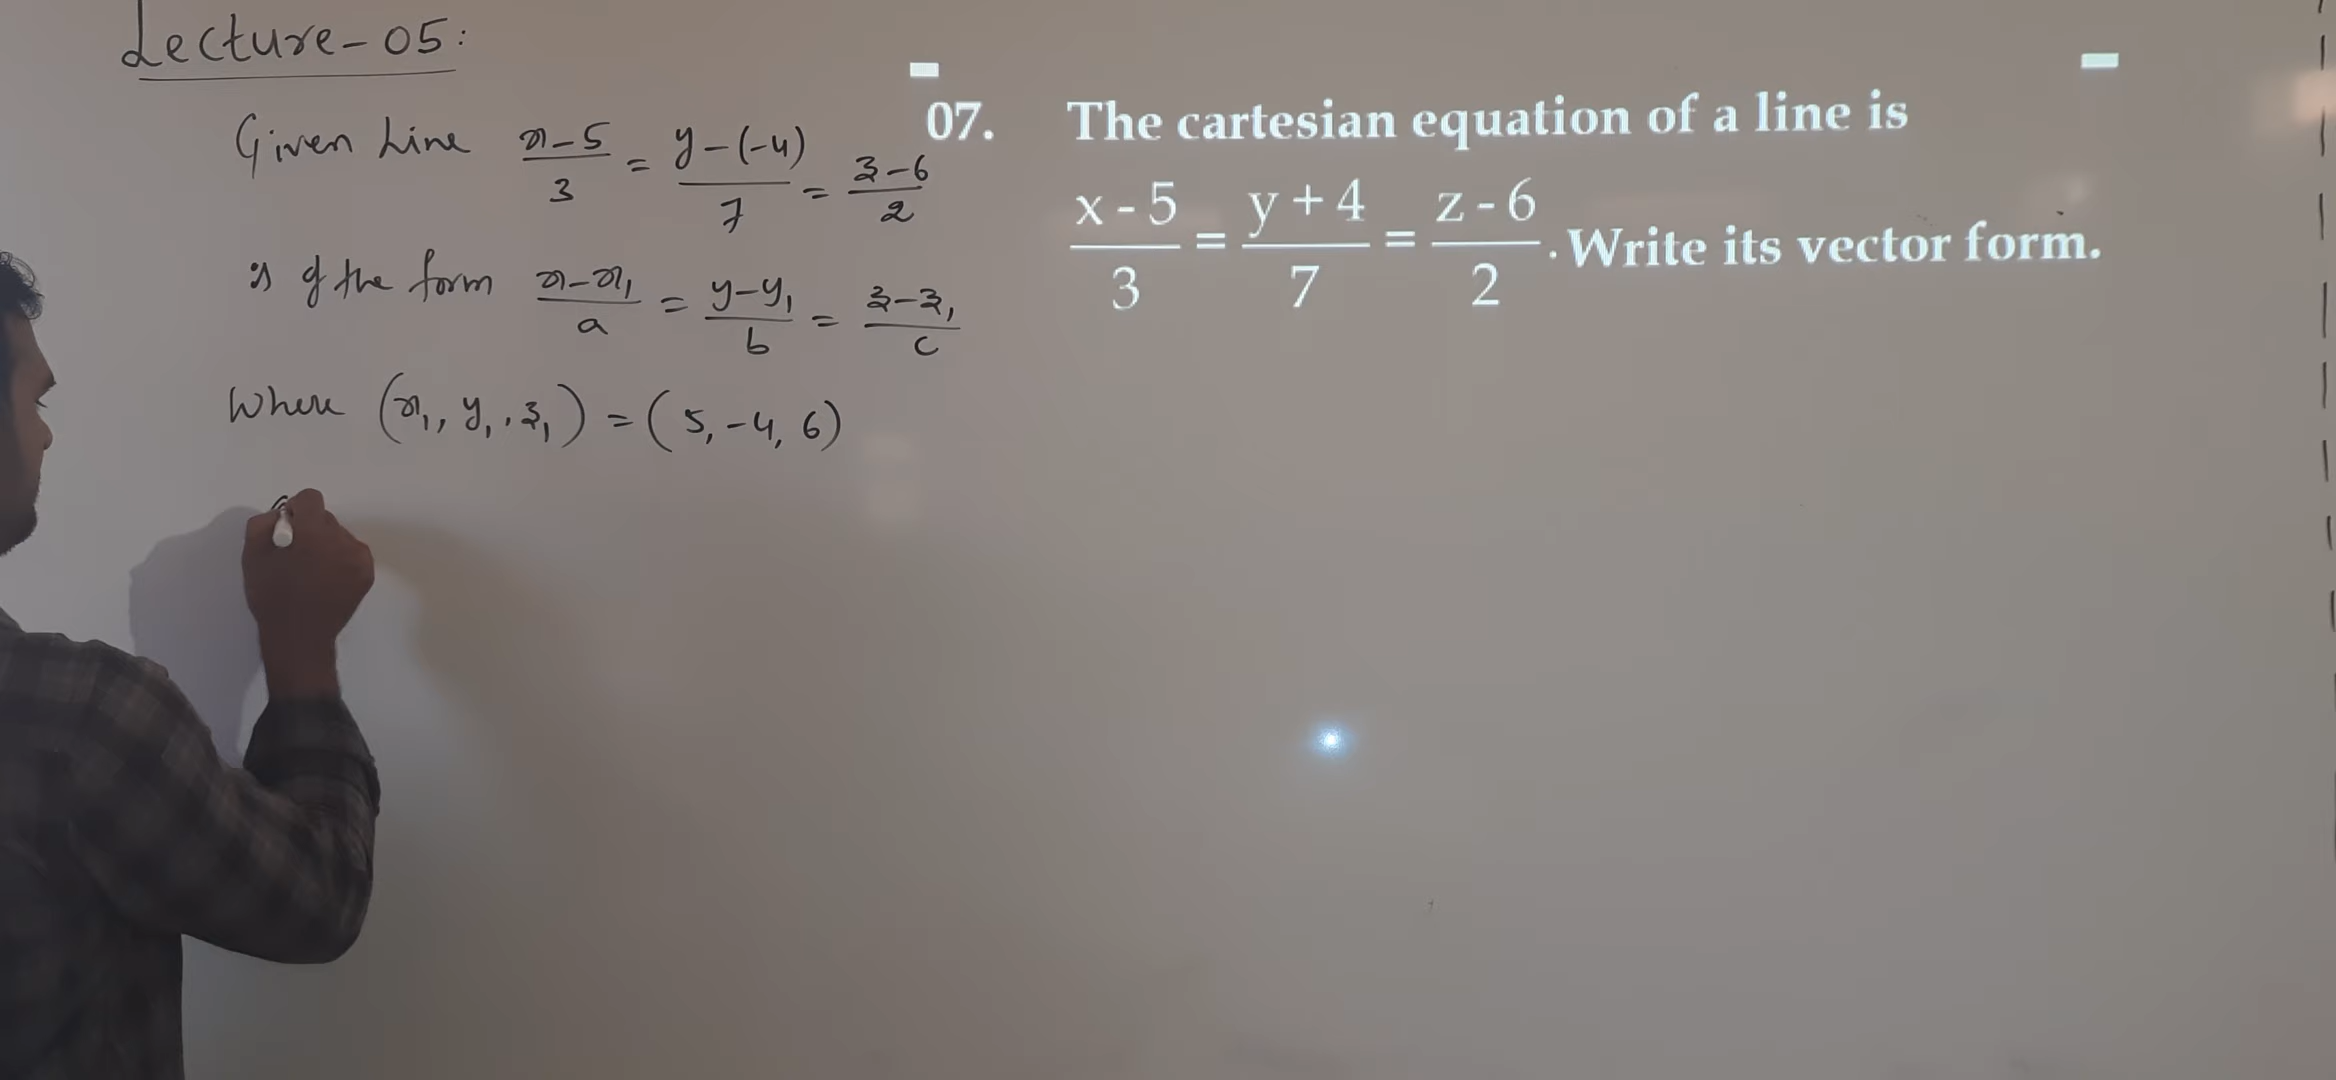 Lecture-05:
Given Line x-5/3 = y-(-4)/7 = z-6/2
is of the form x-x₁/a = y-y₁/b = z-z₁/c
Where (x₁, y₁, z₁) = (5, -4, 6)
07. The cartesian equation of a line is
x - 5/3 = y + 4/7 = z - 6/2 . Write its vector form.